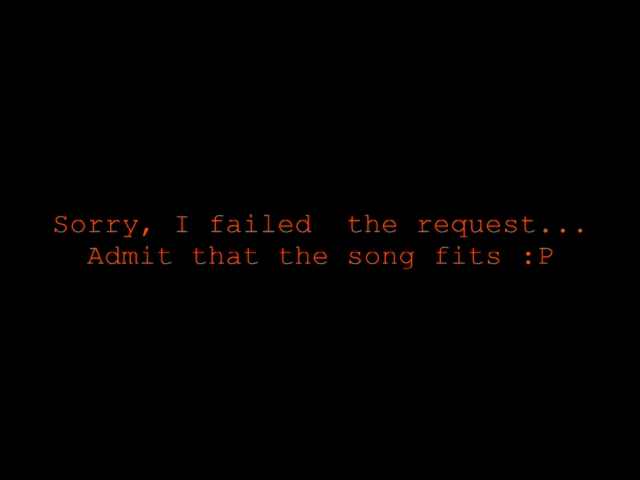 Sorry, I failed  the request...
Admit that the song fits :P